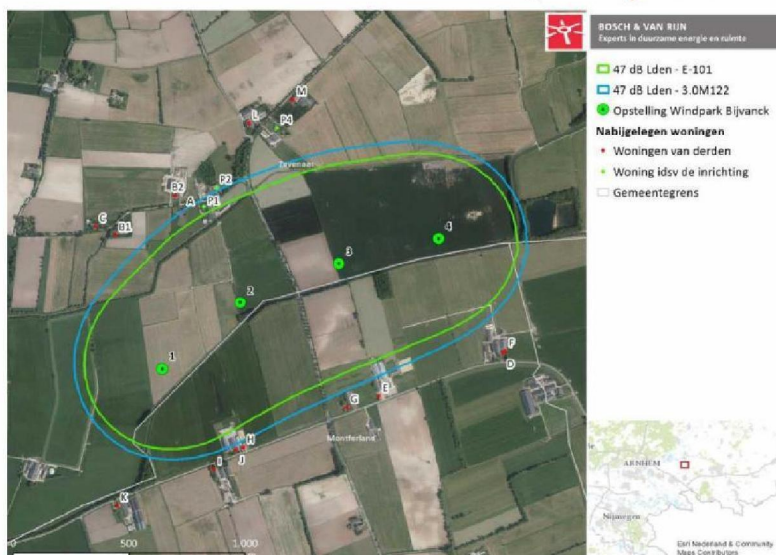 BOSCH & VAN RIJN
Experts in duurzame energie en ruimte
47 dB Lden - E-101
47 dB Lden - 3.0M122
Opstelling Windpark Bijvanck
Nabijgelegen woningen
Woningen van derden
Woning idsv de inrichting
Gemeentegrens
M
L
P4
Zevenaar
P2
B2
A
P1
C
B1
4
3
2
1
F
D
E
G
Montferland
H
J
I
K
0
500
1.000
ARNHEM
Nijmegen
Esri Nederland & Community
Maps Contributors